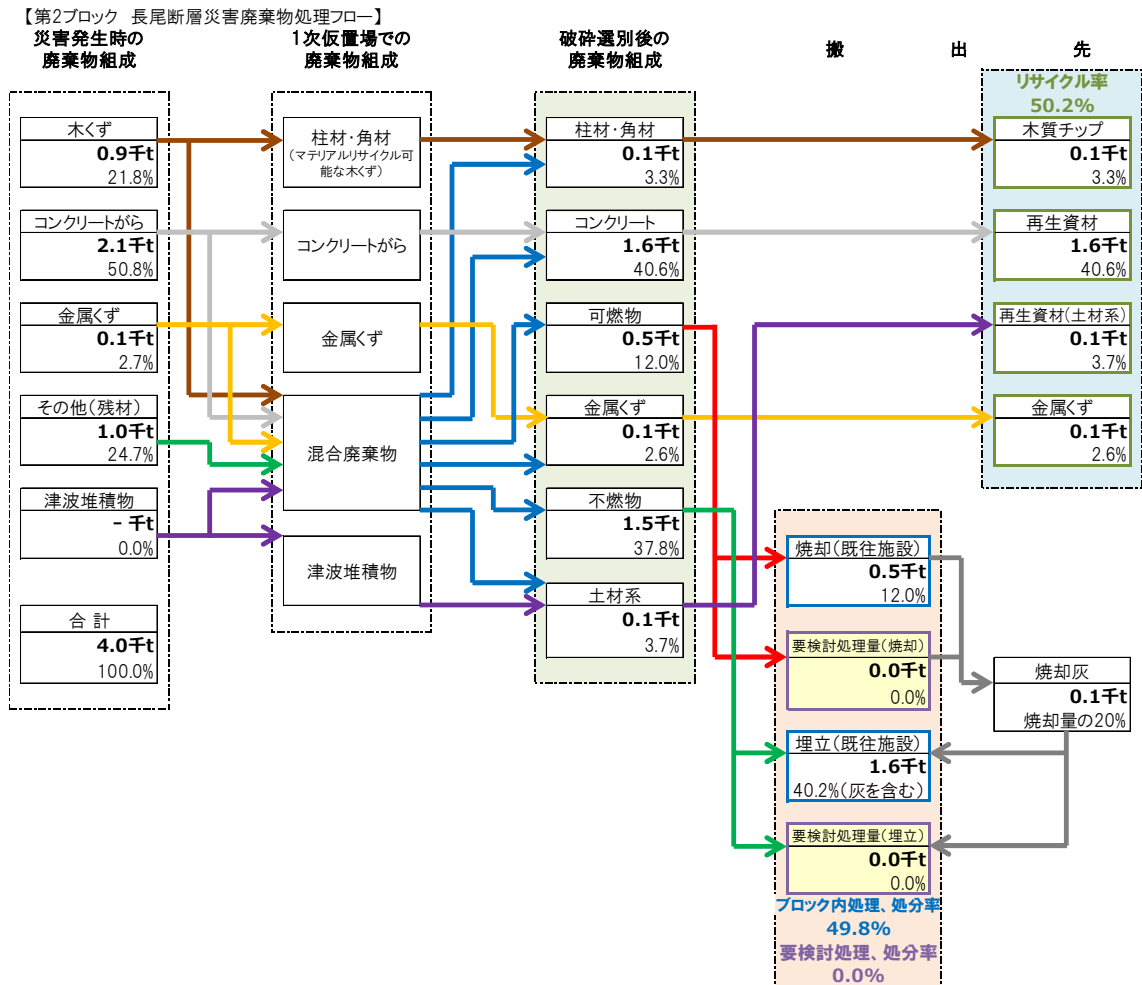 【第2ブロック 長尾断層災害廃棄物処理フロー】
災害発生時の
廃棄物組成
木くず
0.9千t
21.8%
コンクリートがら
2.1千t
50.8%
金属くず
0.1千t
2.7%
その他(残材)
1.0千t
24.7%
津波堆積物
- 千t
0.0%
合 計
4.0千t
100.0%
1次仮置場での
廃棄物組成
柱材・角材
(マテリアルリサイクル可
能な木くず)
コンクリートがら
金属くず
混合廃棄物
津波堆積物
破砕選別後の
廃棄物組成
柱材・角材
0.1千t
3.3%
コンクリート
1.6千t
40.6%
可燃物
0.5千t
12.0%
金属くず
0.1千t
2.6%
不燃物
1.5千t
37.8%
土材系
0.1千t
3.7%
搬 出 先
リサイクル率
50.2%
木質チップ
0.1千t
3.3%
再生資材
1.6千t
40.6%
再生資材(土材系)
0.1千t
3.7%
金属くず
0.1千t
2.6%
焼却(既往施設)
0.5千t
12.0%
要検討処理量(焼却)
0.0千t
0.0%
焼却灰
0.1千t
焼却量の20%
埋立(既往施設)
1.6千t
40.2%(灰を含む)
要検討処理量(埋立)
0.0千t
0.0%
ブロック内処理、処分率
49.8%
要検討処理、処分率
0.0%